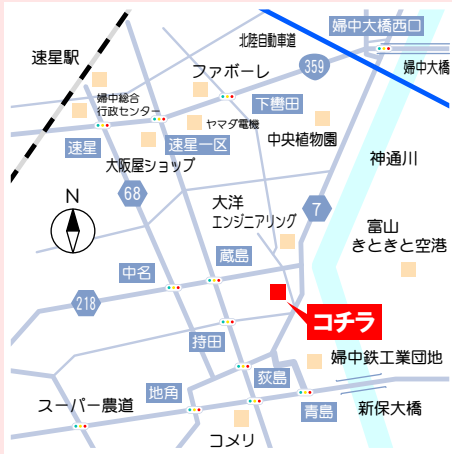 北陸自動車道
婦中大橋西口
速星駅
359
婦中大橋
ファボーレ
婦中総合
行政センター
下轡田
ヤマダ電機
中央植物園
速星
速星一区
大阪屋ショップ
神通川
68
N
大洋
エンジニアリング
7
富山
きときと空港
蔵島
中名
218
コチラ
持田
婦中鉄工業団地
荻島
地角
スーパー農道
青島
新保大橋
コメリ